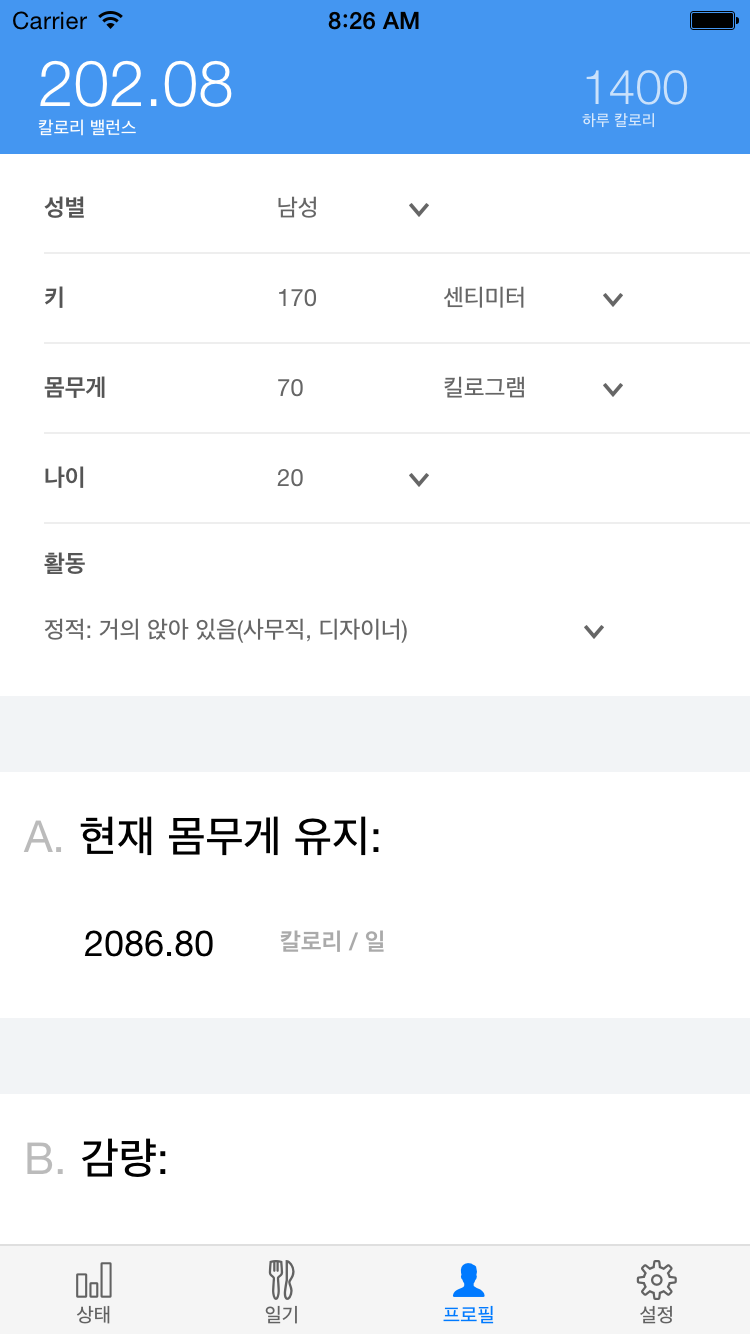 Carrier 8:26 AM
202.08 1400
칼로리 밸런스 하루 칼로리
성별 남성
키 170 센티미터
몸무게 70 킬로그램
나이 20
활동
정적: 거의 앉아 있음(사무직, 디자이너)
A. 현재 몸무게 유지:
2086.80 칼로리 / 일
B. 감량:
상태 일기 프로필 설정